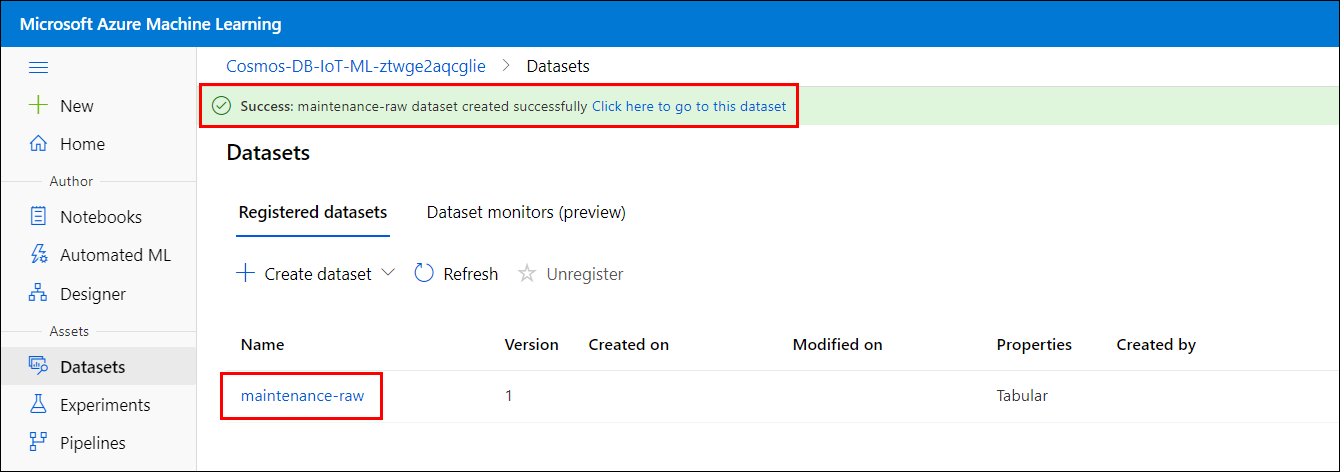 Microsoft Azure Machine Learning
New
Home
Author
Notebooks
Automated ML
Designer
Assets
Datasets
Experiments
Pipelines
Cosmos-DB-IoT-ML-ztwge2aqcglie > Datasets
Success: maintenance-raw dataset created successfully Click here to go to this dataset
Datasets
Registered datasets Dataset monitors (preview)
Create dataset Refresh Unregister
Name Version Created on Modified on Properties Created by
maintenance-raw 1 Tabular